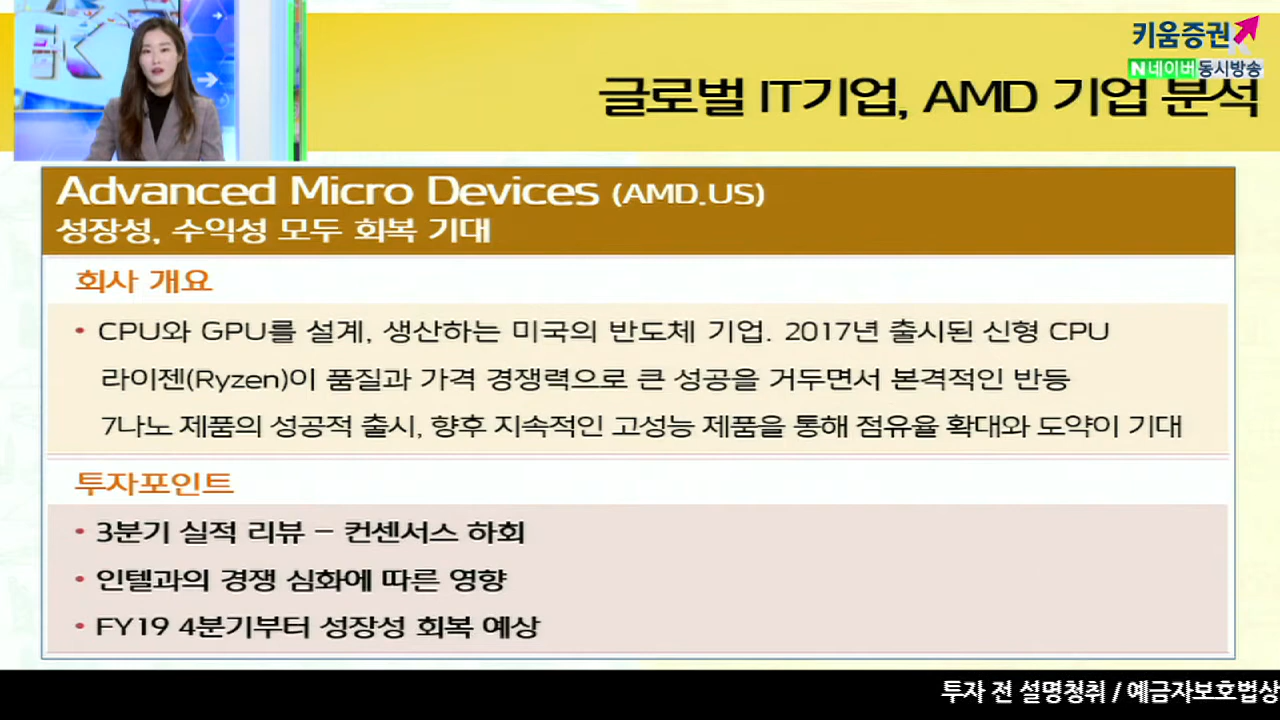 키움증권
N 네이버 동시방송
글로벌 IT기업, AMD 기업 분석
Advanced Micro Devices (AMD.US)
성장성, 수익성 모두 회복 기대
회사 개요
• CPU와 GPU를 설계, 생산하는 미국의 반도체 기업. 2017년 출시된 신형 CPU
라이젠(Ryzen)이 품질과 가격 경쟁력으로 큰 성공을 거두면서 본격적인 반등
7나노 제품의 성공적 출시, 향후 지속적인 고성능 제품을 통해 점유율 확대와 도약이 기대
투자포인트
• 3분기 실적 리뷰 – 컨센서스 하회
• 인텔과의 경쟁 심화에 따른 영향
• FY19 4분기부터 성장성 회복 예상
투자 전 설명청취 / 예금자보호법상